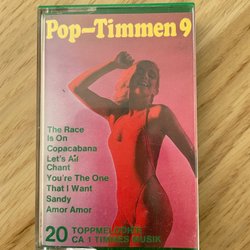 Pop-Timmen 9
The Race
Is On
Copacabana
Let's All
Chant
You're The One
That I Want
Sandy
Amor Amor
20 TOPPMELODIER
CA 1 TIMMES MUSIK